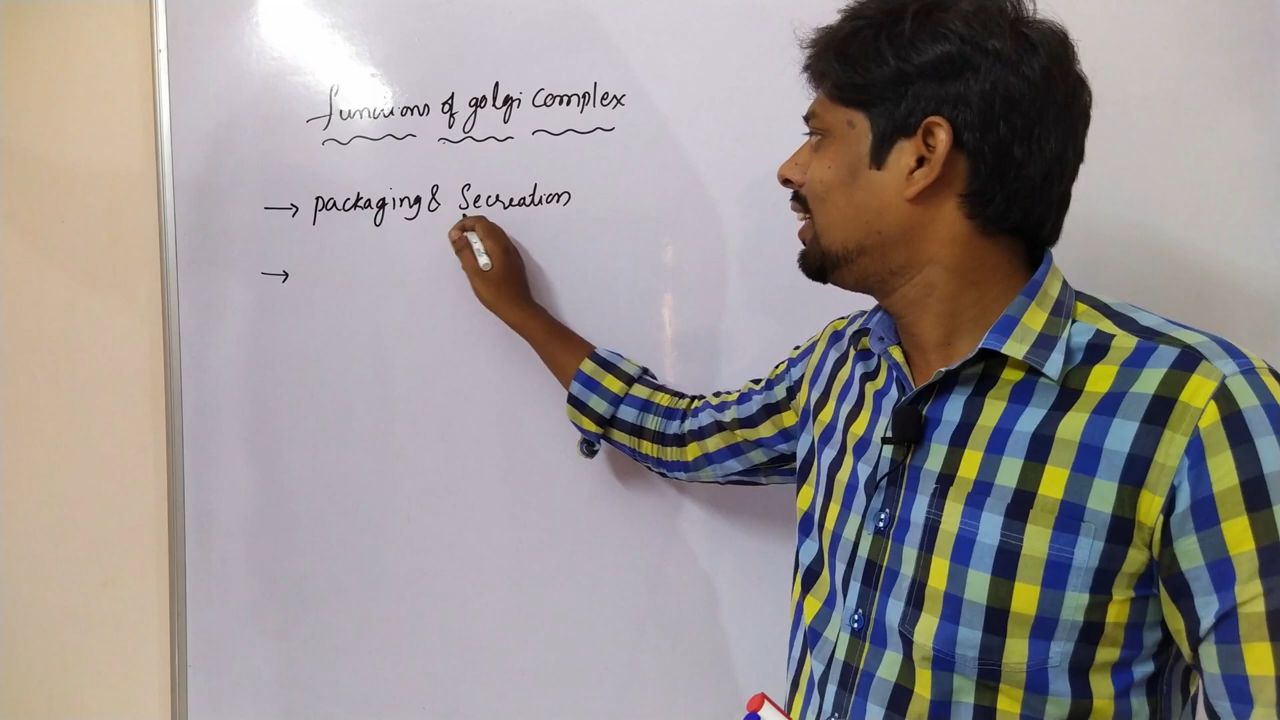 functions of golgi complex
→ packaging & Secreation
→